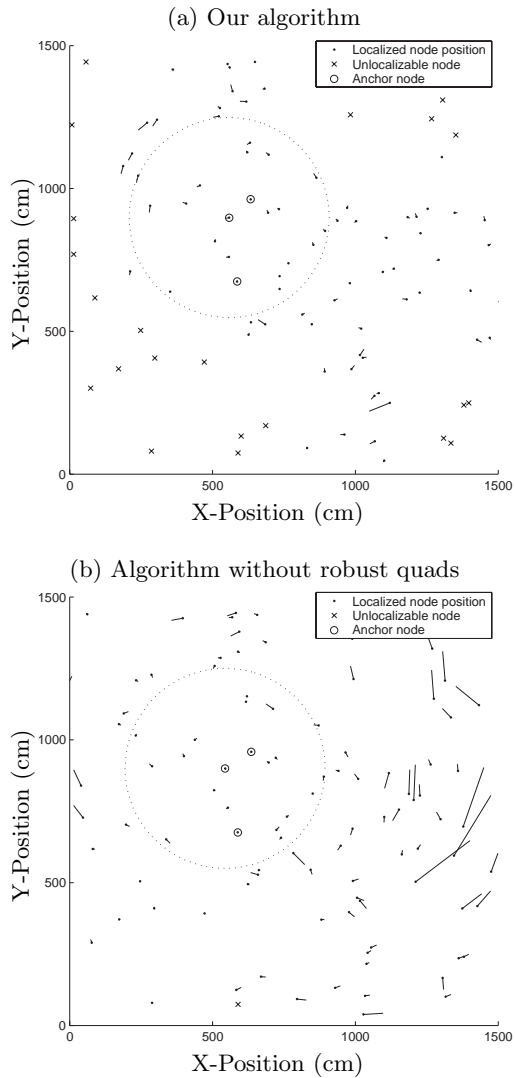 (a) Our algorithm
1500
Localized node position
Unlocalizable node
Anchor node
1000
Y-Position (cm)
500
0
0 500 1000 1500
X-Position (cm)
(b) Algorithm without robust quads
1500
Localized node position
Unlocalizable node
Anchor node
1000
Y-Position (cm)
500
0
0 500 1000 1500
X-Position (cm)